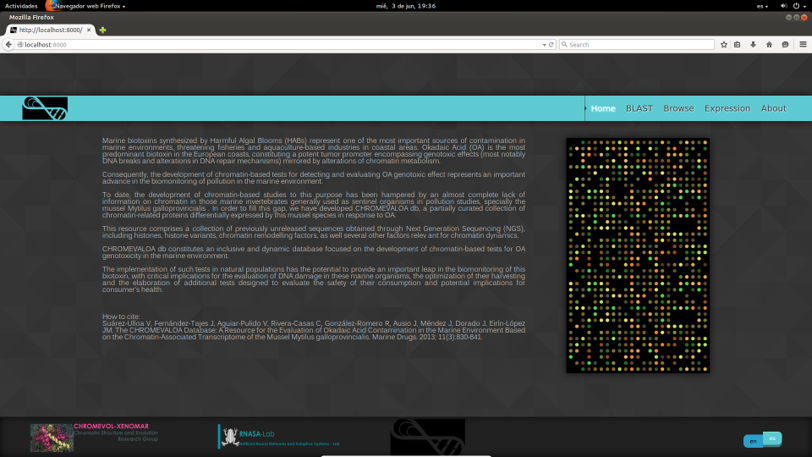 Actividades
Navegador web Firefox
mié, 3 de jun, 19:36
es
Mozilla Firefox
http://localhost:8000/
localhost:8000
Search
Home BLAST Browse Expression About
Marine biotoxins synthesized by Harmful Algal Blooms (HABs) represent one of the most important sources of contamination in
marine environments, threatening fisheries and aquaculture-based industries in coastal areas. Okadaic Acid (OA) is the most
predominant biotoxin in the European coasts, constituting a potent tumor promoter encompassing genotoxic effects (most notably
DNA breaks and alterations in DNA repair mechanisms) mirrored by alterations of chromatin metabolism.
Consequently, the development of chromatin-based tests for detecting and evaluating OA genotoxic effect represents an important
advance in the biomonitoring of pollution in the marine environment.
To date, the development of chromatin-based studies to this purpose has been hampered by an almost complete lack of
information on chromatin in those marine invertebrates generally used as sentinel organisms in pollution studies, specially the
mussel Mytilus galloprovincialis . In order to fill this gap, we have developed CHROMEVALOA db, a partially curated collection of
chromatin-related proteins differentially expressed by this mussel species in response to OA.
This resource comprises a collection of previously unreleased sequences obtained through Next Generation Sequencing (NGS),
including histones, histone variants, chromatin remodelling factors, as well several other factors relevant for chromatin dynamics.
CHROMEVALOA db constitutes an inclusive and dynamic database focused on the development of chromatin-based tests for OA
genotoxicity in the marine environment.
The implementation of such tests in natural populations has the potential to provide an important leap in the biomonitoring of this
biotoxin, with critical implications for the evaluation of DNA damage in these marine organisms, the optimization of their harvesting
and the elaboration of additional tests designed to evaluate the safety of their consumption and potential implications for
consumer's health.
How to cite:
Suárez-Ulloa V, Fernández-Tajes J, Aguiar-Pulido V, Rivera-Casas C, González-Romero R, Ausio J, Méndez J, Dorado J, Eirín-López
JM. The CHROMEVALOA Database: A Resource for the Evaluation of Okadaic Acid Contamination in the Marine Environment Based
on the Chromatin-Associated Transcriptome of the Mussel Mytilus galloprovincialis. Marine Drugs. 2013; 11(3):830-841.
CHROMEVOL-XENOMAR
Chromatin Structure and Evolution
Research Group
RNASA-Lab
Artificial Neural Networks and Adaptive Systems - Lab
en
es